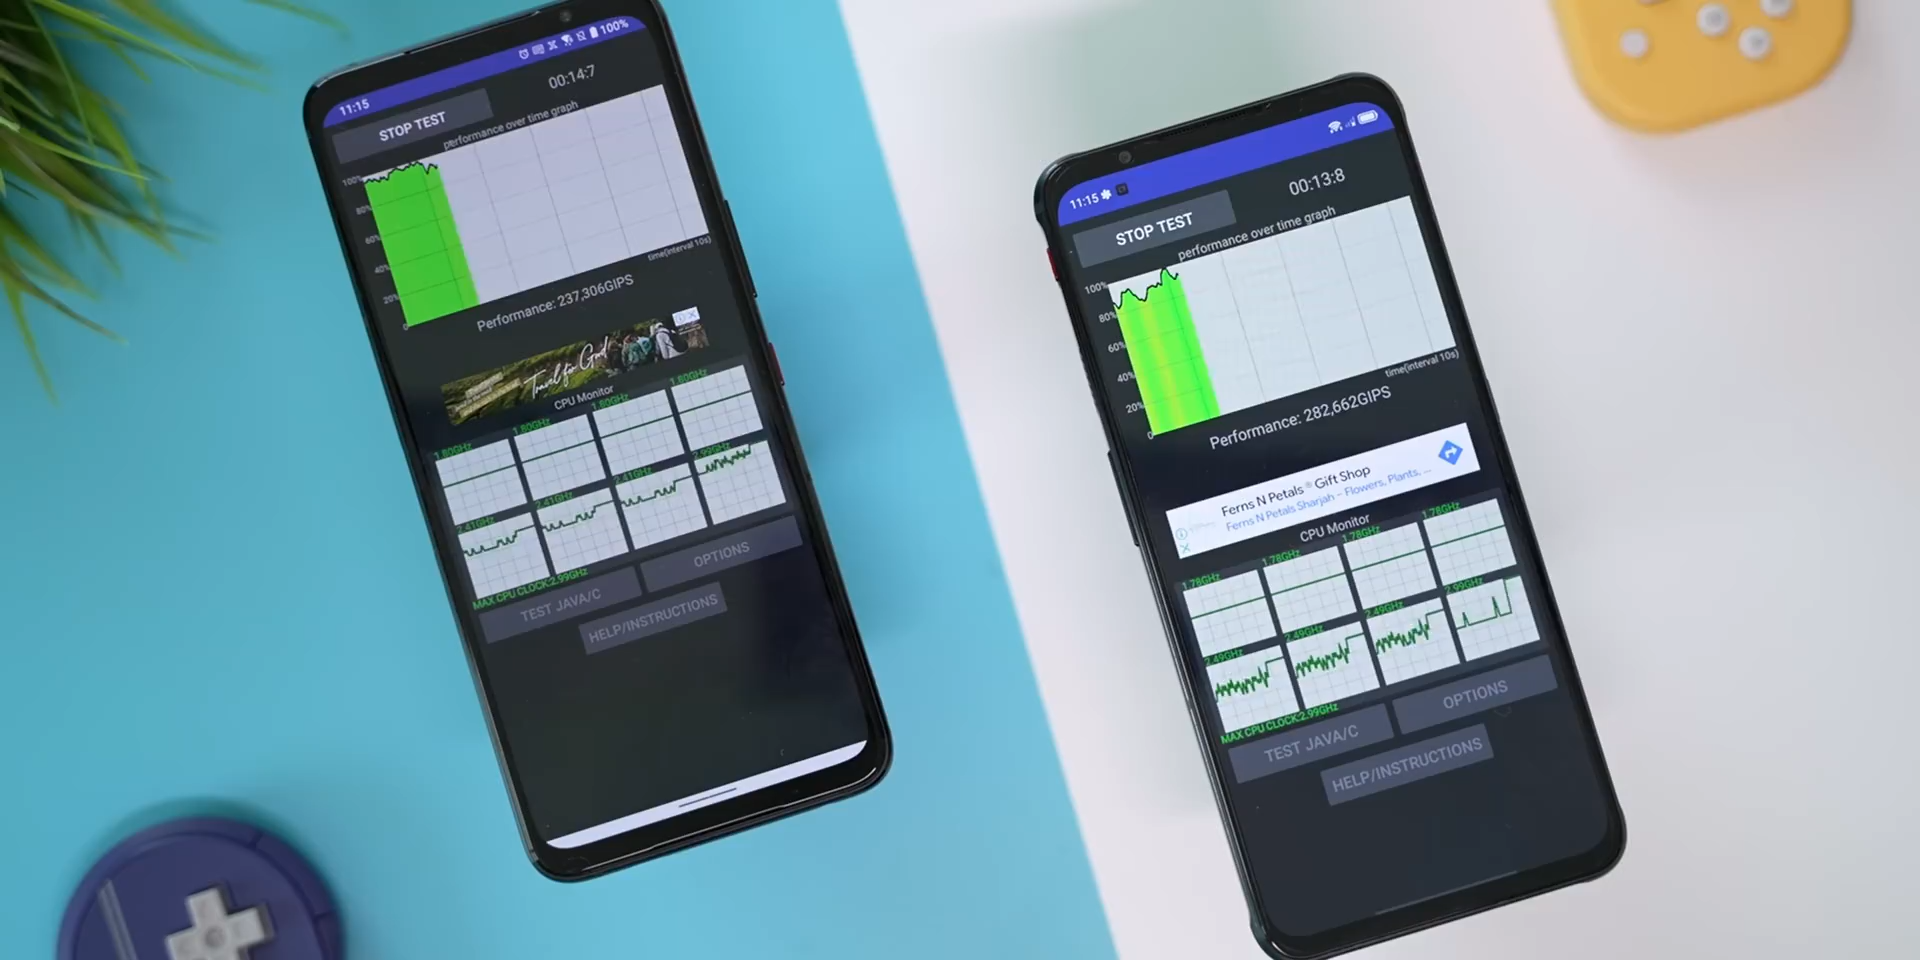 11:15
100%
00:14:7
STOP TEST
performance over time graph
100%
80%
60%
40%
20%
0
time(interval 10s)
Performance: 237,306GIPS
Travel for God
CPU Monitor
1.80GHz
1.80GHz
1.80GHz
1.80GHz
2.41GHz
2.41GHz
2.41GHz
2.99GHz
MAX CPU CLOCK:2.99GHz
TEST JAVA/C
OPTIONS
HELP/INSTRUCTIONS
11:15
00:13:8
STOP TEST
performance over time graph
100%
80%
60%
40%
20%
0
time(interval 10s)
Performance: 282,662GIPS
Ferns N Petals ® Gift Shop
Ferns N Petals Sharjah – Flowers, Plants, ...
CPU Monitor
1.78GHz
1.78GHz
1.78GHz
1.78GHz
2.49GHz
2.49GHz
2.49GHz
2.99GHz
MAX CPU CLOCK:2.99GHz
TEST JAVA/C
OPTIONS
HELP/INSTRUCTIONS